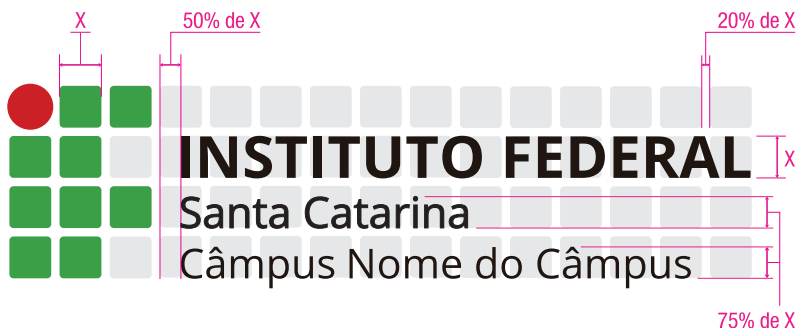 X
50% de X
20% de X
INSTITUTO FEDERAL
X
Santa Catarina
Câmpus Nome do Câmpus
75% de X